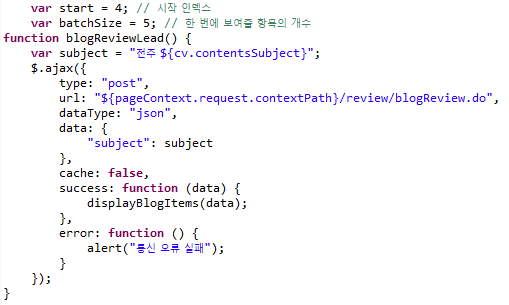 var start = 4; // 시작 인덱스
var batchSize = 5; // 한 번에 보여줄 항목의 개수
function blogReviewLead() {
var subject = "전주 ${cv.contentsSubject}";
$.ajax({
type: "post",
url: "${pageContext.request.contextPath}/review/blogReview.do",
dataType: "json",
data: {
"subject": subject
},
cache: false,
success: function (data) {
displayBlogItems(data);
},
error: function () {
alert("통신 오류 실패");
}
});
}